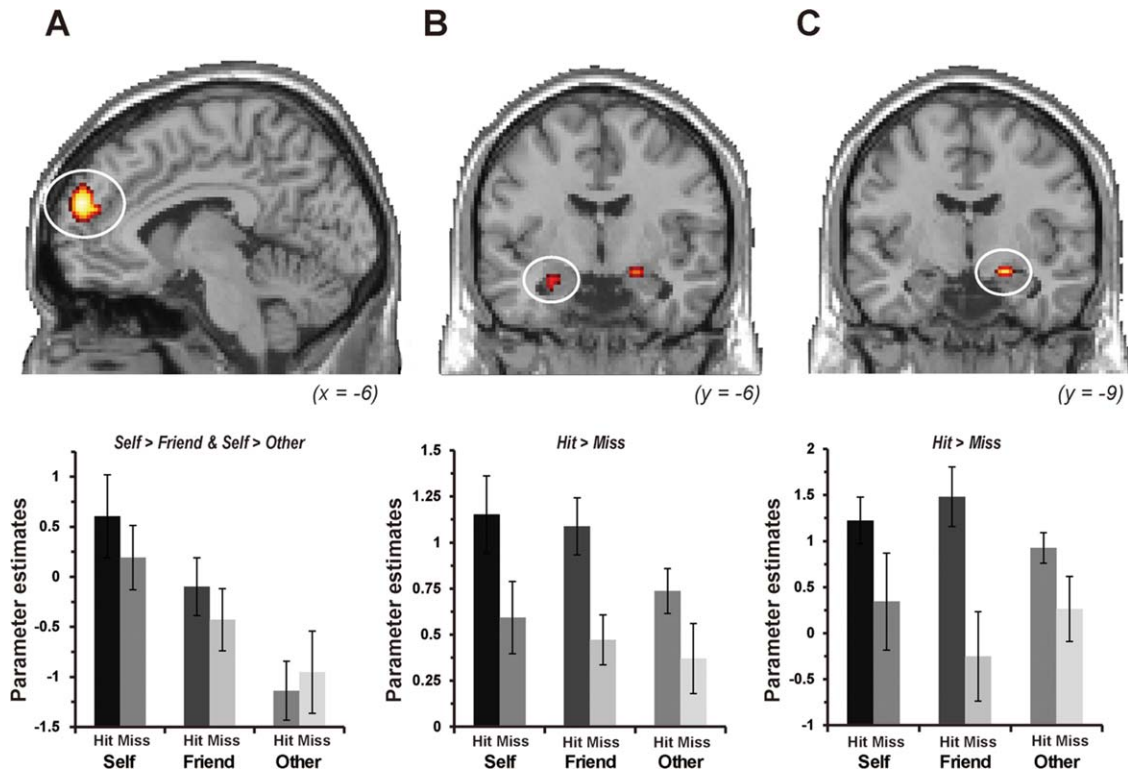 A
B
C
(x = -6)
(y = -6)
(y = -9)
Self > Friend & Self > Other
Parameter estimates
1
0.5
0
-0.5
-1
-1.5
Hit Miss Hit Miss Hit Miss
Self Friend Other
Hit > Miss
Parameter estimates
1.5
1.25
1
0.75
0.5
0.25
0
Hit Miss Hit Miss Hit Miss
Self Friend Other
Hit > Miss
Parameter estimates
2
1.5
1
0.5
0
-0.5
-1
Hit Miss Hit Miss Hit Miss
Self Friend Other